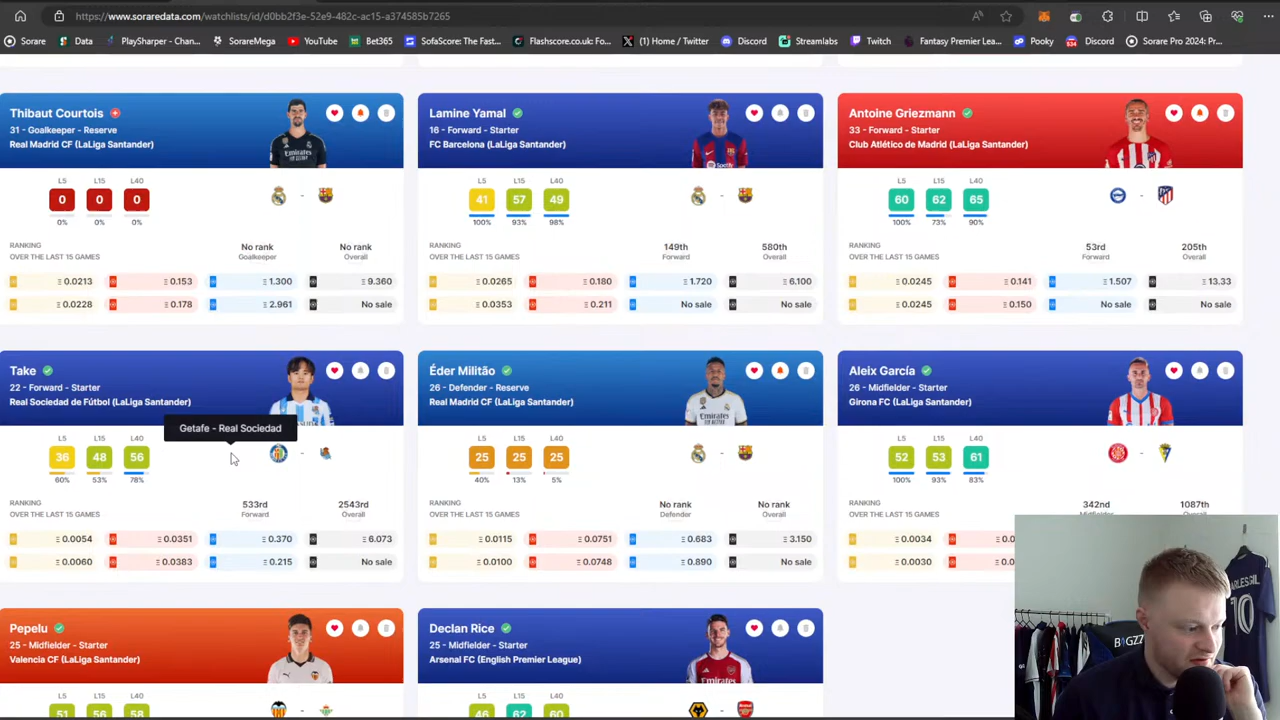 https://www.soraredata.com/watchlists/id/d0bb2f3e-52e9-482c-ac15-a374585b7265
Sorare
Data
PlaySharper - Chan...
SorareMega
YouTube
Bet365
SofaScore: The Fast...
Flashscore.co.uk: Fo...
(1) Home / Twitter
Discord
Streamlabs
Twitch
Fantasy Premier Lea...
Pooky
Discord
Sorare Pro 2024: Pr...
Thibaut Courtois
31 - Goalkeeper - Reserve
Real Madrid CF (LaLiga Santander)
L5 L15 L40
0 0 0
0% 0% 0%
RANKING
OVER THE LAST 15 GAMES
No rank
Goalkeeper
No rank
Overall
Ξ 0.0213 Ξ 0.153 Ξ 1.300 Ξ 9.360
Ξ 0.0228 Ξ 0.178 Ξ 2.961 No sale
Lamine Yamal
16 - Forward - Starter
FC Barcelona (LaLiga Santander)
L5 L15 L40
41 57 49
100% 93% 98%
RANKING
OVER THE LAST 15 GAMES
149th
Forward
580th
Overall
Ξ 0.0265 Ξ 0.180 Ξ 1.720 Ξ 6.100
Ξ 0.0353 Ξ 0.211 No sale No sale
Antoine Griezmann
33 - Forward - Starter
Club Atlético de Madrid (LaLiga Santander)
L5 L15 L40
60 62 65
100% 73% 90%
RANKING
OVER THE LAST 15 GAMES
53rd
Forward
205th
Overall
Ξ 0.0245 Ξ 0.141 Ξ 1.507 Ξ 13.33
Ξ 0.0245 Ξ 0.150 No sale No sale
Take
22 - Forward - Starter
Real Sociedad de Fútbol (LaLiga Santander)
Getafe - Real Sociedad
L5 L15 L40
36 48 56
60% 53% 78%
RANKING
OVER THE LAST 15 GAMES
533rd
Forward
2543rd
Overall
Ξ 0.0054 Ξ 0.0351 Ξ 0.370 Ξ 6.073
Ξ 0.0060 Ξ 0.0383 Ξ 0.215 No sale
Éder Militão
26 - Defender - Reserve
Real Madrid CF (LaLiga Santander)
L5 L15 L40
25 25 25
40% 13% 5%
RANKING
OVER THE LAST 15 GAMES
No rank
Defender
No rank
Overall
Ξ 0.0115 Ξ 0.0751 Ξ 0.683 Ξ 3.150
Ξ 0.0100 Ξ 0.0748 Ξ 0.890 No sale
Aleix García
26 - Midfielder - Starter
Girona FC (LaLiga Santander)
L5 L15 L40
52 53 61
100% 93% 83%
RANKING
OVER THE LAST 15 GAMES
342nd
1087th
Overall
Ξ 0.0034
Ξ 0.0030
Pepelu
25 - Midfielder - Starter
Valencia CF (LaLiga Santander)
L5 L15 L40
51 56 58
Declan Rice
25 - Midfielder - Starter
Arsenal FC (English Premier League)
L5 L15 L40
46 62 60
10